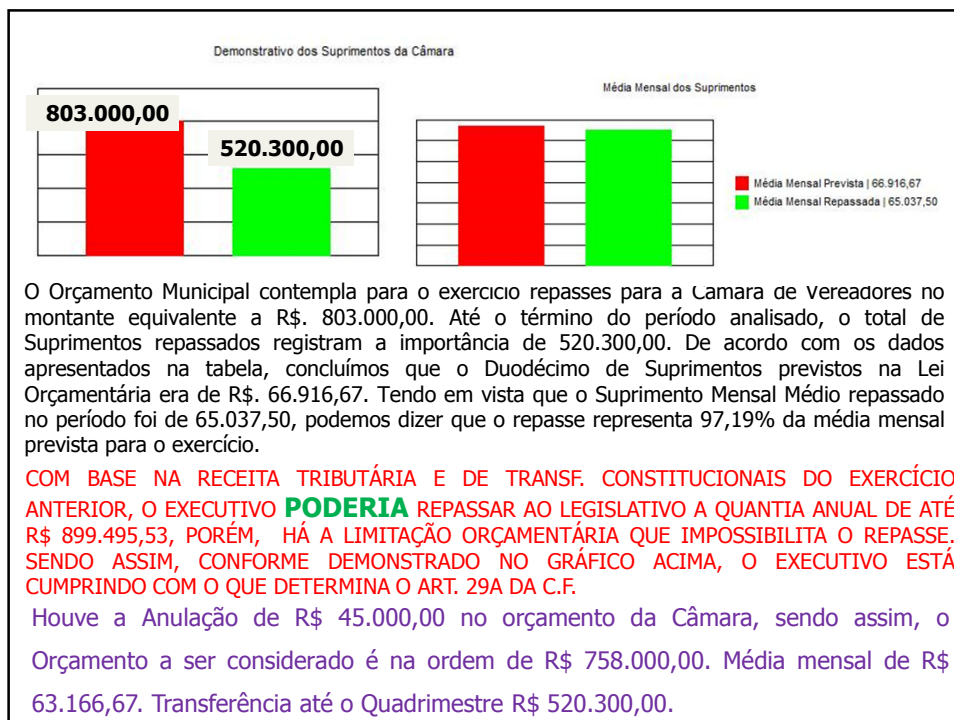 Demonstrativo dos Suprimentos da Câmara
803.000,00
520.300,00
Média Mensal dos Suprimentos
Média Mensal Prevista | 66.916,67
Média Mensal Repassada | 65.037,50
O Orçamento Municipal contempla para o exercício repasses para a Câmara de Vereadores no
montante equivalente a R$. 803.000,00. Até o término do período analisado, o total de
Suprimentos repassados registram a importância de 520.300,00. De acordo com os dados
apresentados na tabela, concluímos que o Duodécimo de Suprimentos previstos na Lei
Orçamentária era de R$. 66.916,67. Tendo em vista que o Suprimento Mensal Médio repassado
no período foi de 65.037,50, podemos dizer que o repasse representa 97,19% da média mensal
prevista para o exercício.
COM BASE NA RECEITA TRIBUTÁRIA E DE TRANSF. CONSTITUCIONAIS DO EXERCÍCIO
ANTERIOR, O EXECUTIVO PODERIA REPASSAR AO LEGISLATIVO A QUANTIA ANUAL DE ATÉ
R$ 899.495,53, PORÉM, HÁ A LIMITAÇÃO ORÇAMENTÁRIA QUE IMPOSSIBILITA O REPASSE.
SENDO ASSIM, CONFORME DEMONSTRADO NO GRÁFICO ACIMA, O EXECUTIVO ESTÁ
CUMPRINDO COM O QUE DETERMINA O ART. 29A DA C.F.
Houve a Anulação de R$ 45.000,00 no orçamento da Câmara, sendo assim, o
Orçamento a ser considerado é na ordem de R$ 758.000,00. Média mensal de R$
63.166,67. Transferência até o Quadrimestre R$ 520.300,00.